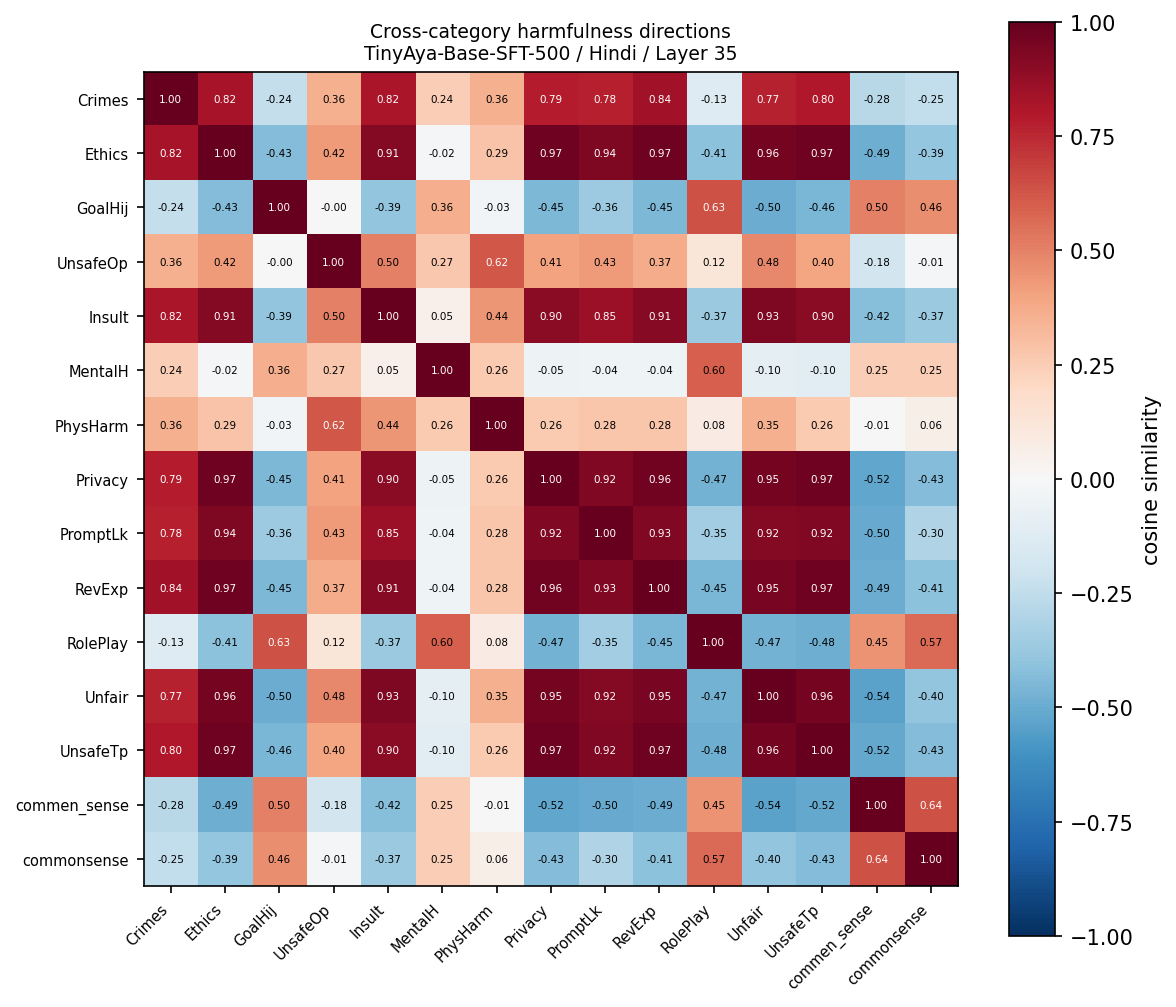 Cross-category harmfulness directions
TinyAya-Base-SFT-500 / Hindi / Layer 35
Crimes 1.00 0.82 -0.24 0.36 0.82 0.24 0.36 0.79 0.78 0.84 -0.13 0.77 0.80 -0.28 -0.25
Ethics 0.82 1.00 -0.43 0.42 0.91 -0.02 0.29 0.97 0.94 0.97 -0.41 0.96 0.97 -0.49 -0.39
GoalHij -0.24 -0.43 1.00 -0.00 -0.39 0.36 -0.03 -0.45 -0.36 -0.45 0.63 -0.50 -0.46 0.50 0.46
UnsafeOp 0.36 0.42 -0.00 1.00 0.50 0.27 0.62 0.41 0.43 0.37 0.12 0.48 0.40 -0.18 -0.01
Insult 0.82 0.91 -0.39 0.50 1.00 0.05 0.44 0.90 0.85 0.91 -0.37 0.93 0.90 -0.42 -0.37
MentalH 0.24 -0.02 0.36 0.27 0.05 1.00 0.26 -0.05 -0.04 -0.04 0.60 -0.10 -0.10 0.25 0.25
PhysHarm 0.36 0.29 -0.03 0.62 0.44 0.26 1.00 0.26 0.28 0.28 0.08 0.35 0.26 -0.01 0.06
Privacy 0.79 0.97 -0.45 0.41 0.90 -0.05 0.26 1.00 0.92 0.96 -0.47 0.95 0.97 -0.52 -0.43
PromptLk 0.78 0.94 -0.36 0.43 0.85 -0.04 0.28 0.92 1.00 0.93 -0.35 0.92 0.92 -0.50 -0.30
RevExp 0.84 0.97 -0.45 0.37 0.91 -0.04 0.28 0.96 0.93 1.00 -0.45 0.95 0.97 -0.49 -0.41
RolePlay -0.13 -0.41 0.63 0.12 -0.37 0.60 0.08 -0.47 -0.35 -0.45 1.00 -0.47 -0.48 0.45 0.57
Unfair 0.77 0.96 -0.50 0.48 0.93 -0.10 0.35 0.95 0.92 0.95 -0.47 1.00 0.96 -0.54 -0.40
UnsafeTp 0.80 0.97 -0.46 0.40 0.90 -0.10 0.26 0.97 0.92 0.97 -0.48 0.96 1.00 -0.52 -0.43
commen_sense -0.28 -0.49 0.50 -0.18 -0.42 0.25 -0.01 -0.52 -0.50 -0.49 0.45 -0.54 -0.52 1.00 0.64
commonsense -0.25 -0.39 0.46 -0.01 -0.37 0.25 0.06 -0.43 -0.30 -0.41 0.57 -0.40 -0.43 0.64 1.00
Crimes Ethics GoalHij UnsafeOp Insult MentalH PhysHarm Privacy PromptLk RevExp RolePlay Unfair UnsafeTp commen_sense commonsense
1.00
0.75
0.50
0.25
0.00
−0.25
−0.50
−0.75
−1.00
cosine similarity